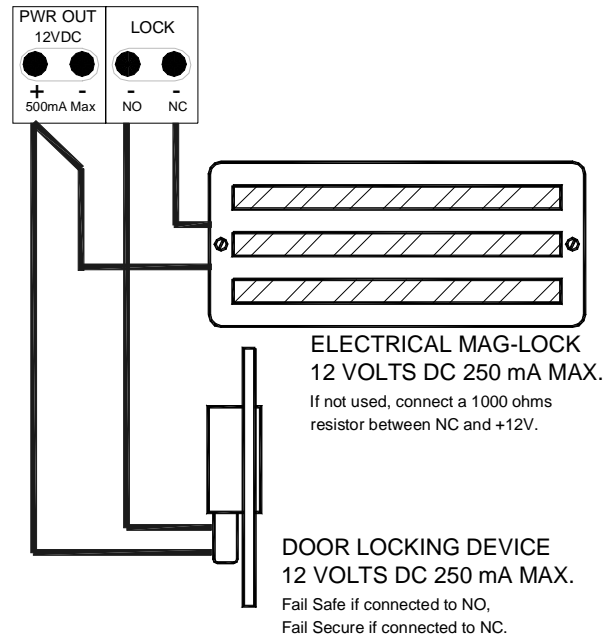 PWR OUT
12VDC
LOCK
+ -
500mA Max
- -
NO NC
ELECTRICAL MAG-LOCK
12 VOLTS DC 250 mA MAX.
If not used, connect a 1000 ohms
resistor between NC and +12V.
DOOR LOCKING DEVICE
12 VOLTS DC 250 mA MAX.
Fail Safe if connected to NO,
Fail Secure if connected to NC.